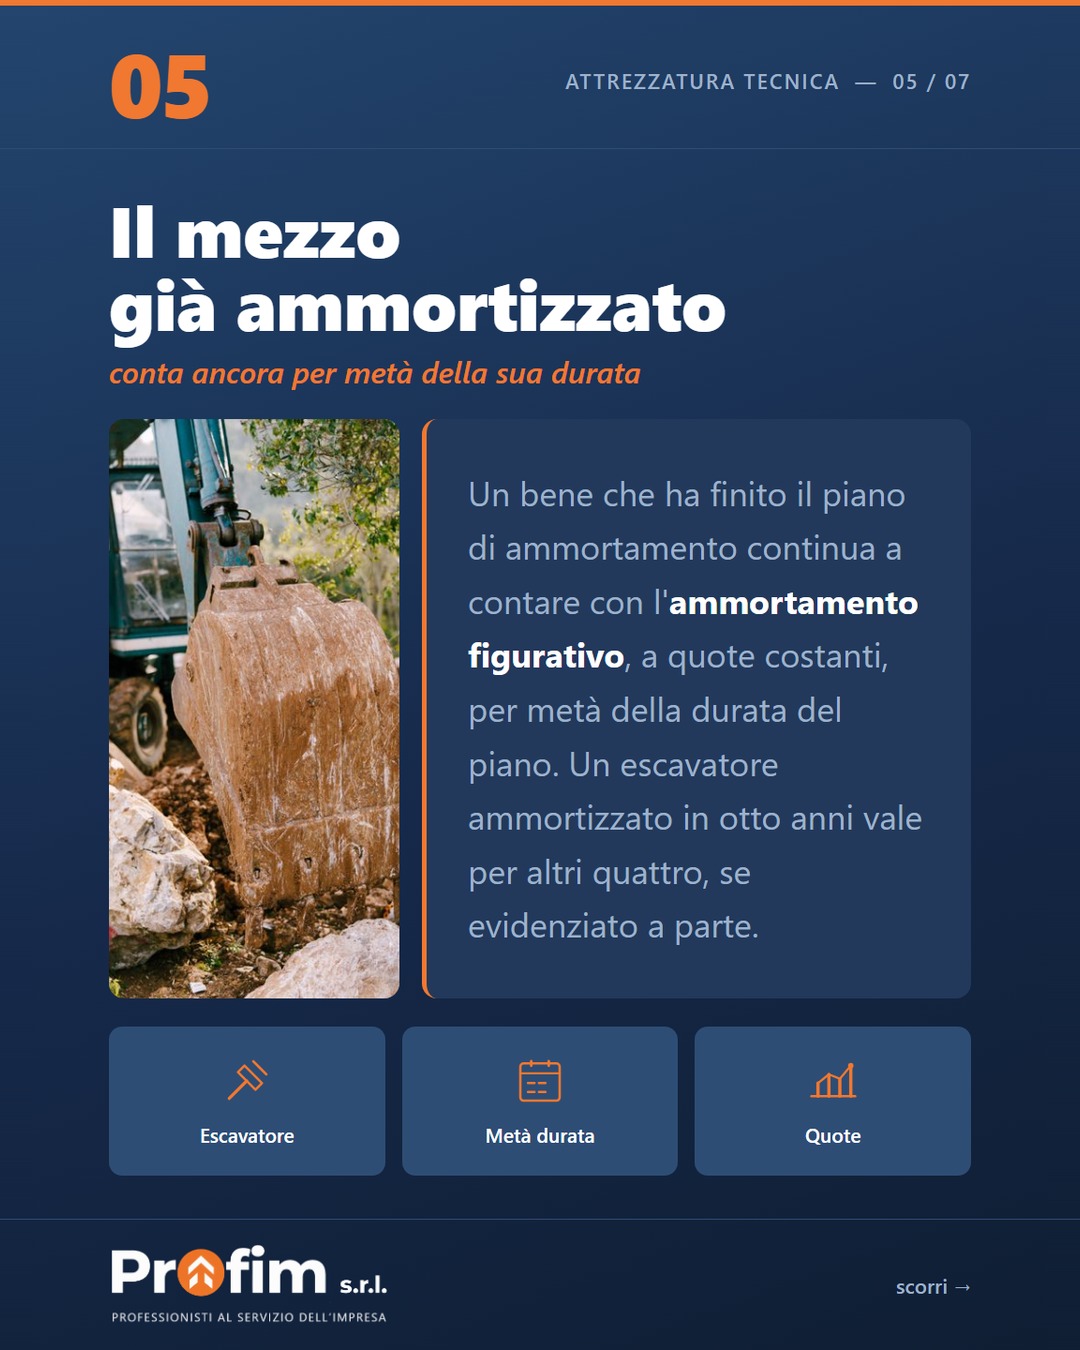 05
ATTREZZATURA TECNICA — 05 / 07
Il mezzo
già ammortizzato
conta ancora per metà della sua durata
Un bene che ha finito il piano
di ammortamento continua a
contare con l'ammortamento
figurativo, a quote costanti,
per metà della durata del
piano. Un escavatore
ammortizzato in otto anni vale
per altri quattro, se
evidenziato a parte.
Escavatore
Metà durata
Quote
Profim s.r.l.
PROFESSIONISTI AL SERVIZIO DELL'IMPRESA
scorri →